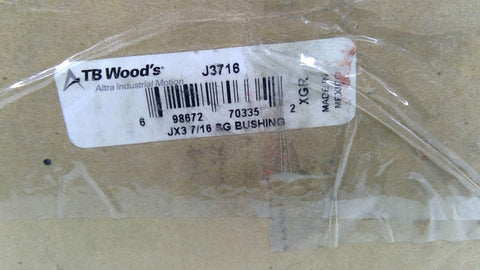 TB Wood's J3716
Altra Industrial Motion
6 98672 70335 2
JX3 7/16 SG BUSHING
XGR
MADE IN
MEXICO